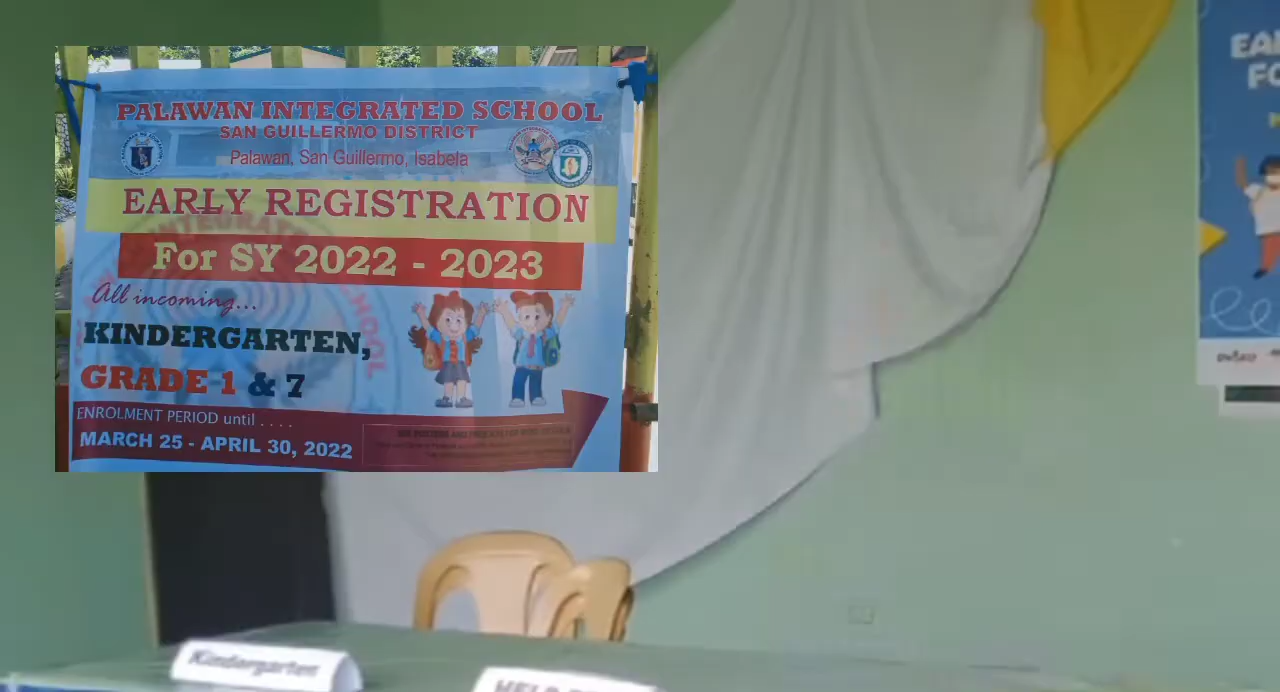 PALAWAN INTEGRATED SCHOOL
SAN GUILLERMO DISTRICT
Palawan, San Guillermo, Isabela
EARLY REGISTRATION
For SY 2022 - 2023
All incoming...
KINDERGARTEN,
GRADE 1 & 7
ENROLMENT PERIOD until . . . .
MARCH 25 - APRIL 30, 2022
Kindergarten
HELP